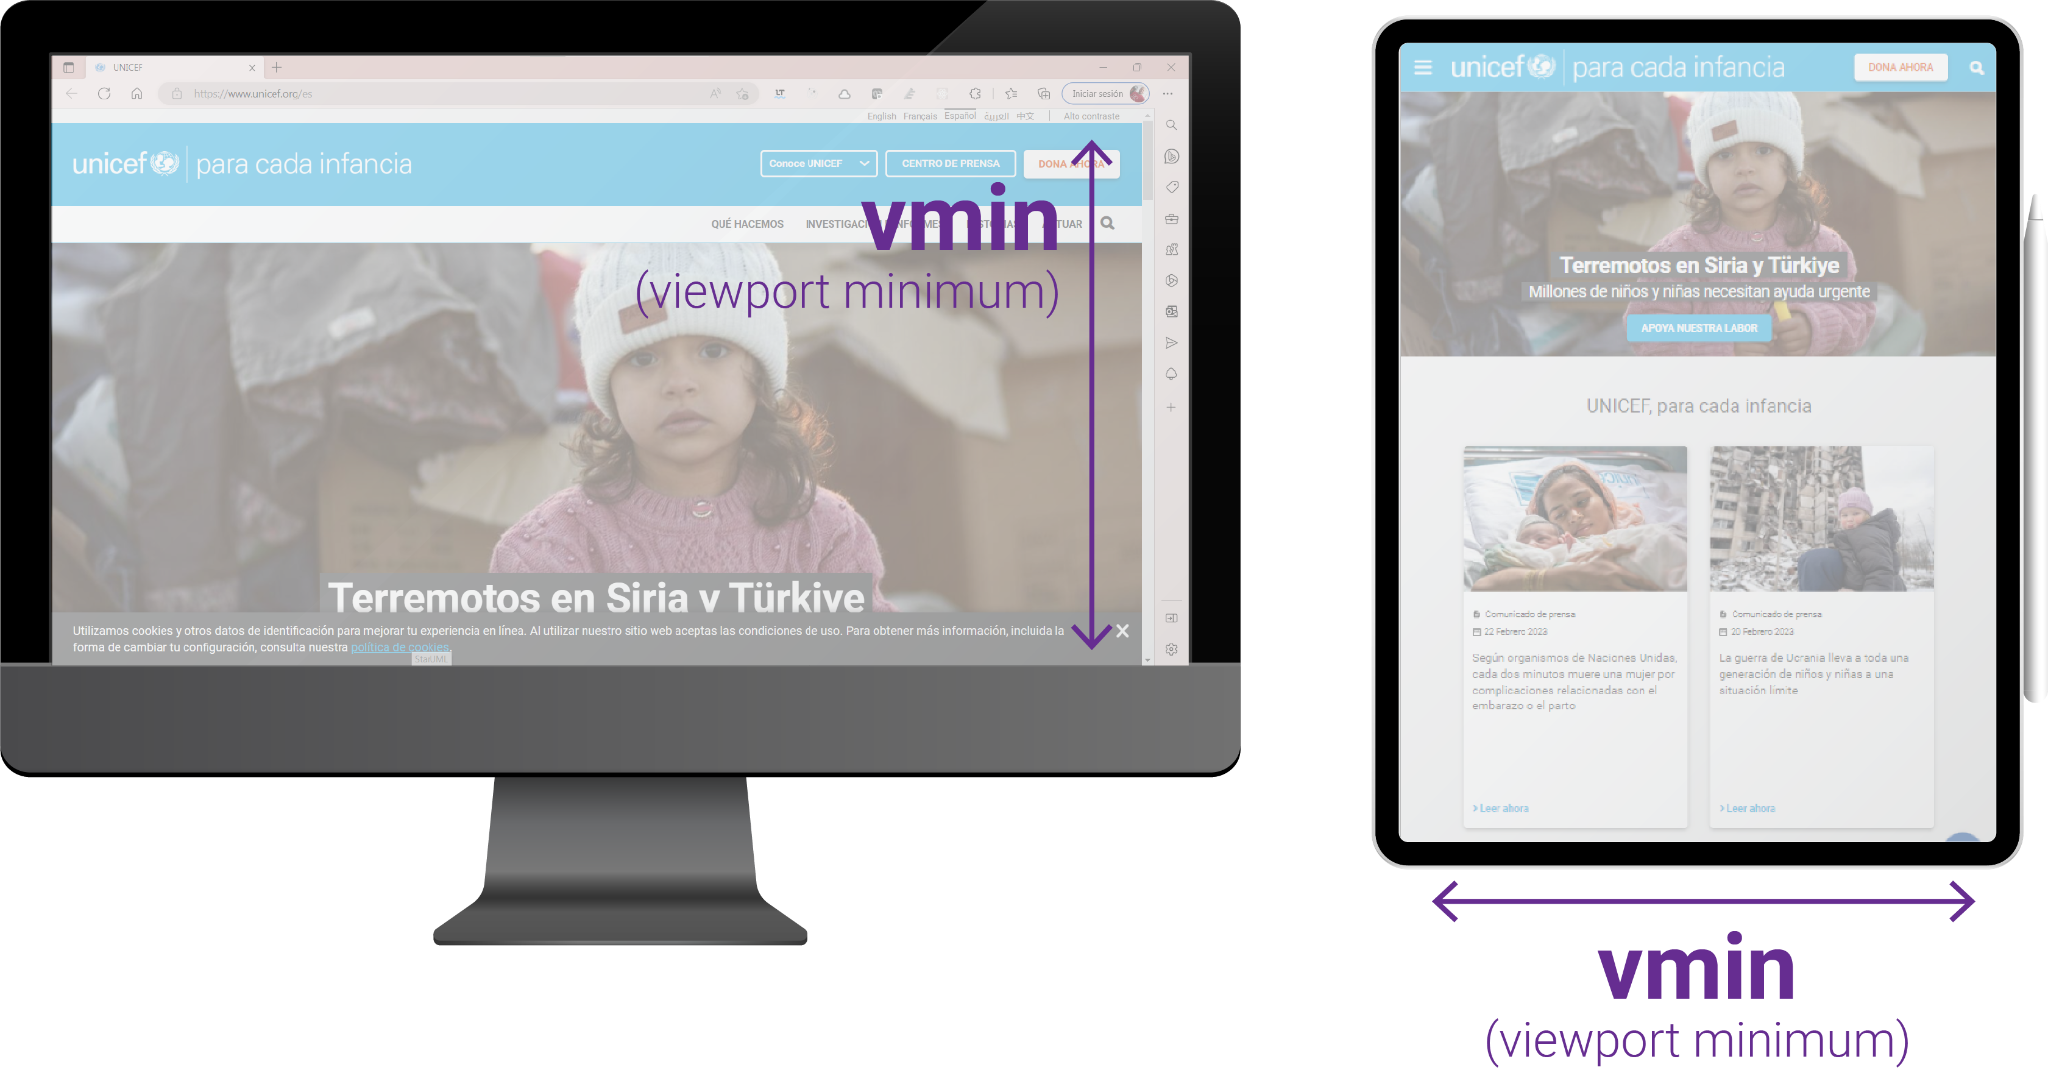 UNICEF
https://www.unicef.org/es
Iniciar sesión
English Français Español العربية 中文 | Alto contraste
unicef | para cada infancia
Conoce UNICEF
CENTRO DE PRENSA
DONA AHORA
QUÉ HACEMOS
vmin
(viewport minimum)
Terremotos en Siria y Türkiye
Utilizamos cookies y otros datos de identificación para mejorar tu experiencia en línea. Al utilizar nuestro sitio web aceptas las condiciones de uso. Para obtener más información, incluida la
forma de cambiar tu configuración, consulta nuestra política de cookies.
StarUML
unicef | para cada infancia
DONA AHORA
Terremotos en Siria y Türkiye
Millones de niños y niñas necesitan ayuda urgente
APOYA NUESTRA LABOR
UNICEF, para cada infancia
Comunicado de prensa
22 Febrero 2023
Según organismos de Naciones Unidas,
cada dos minutos muere una mujer por
complicaciones relacionadas con el
embarazo o el parto
> Leer ahora
Comunicado de prensa
20 Febrero 2023
La guerra de Ucrania lleva a toda una
generación de niños y niñas a una
situación límite
> Leer ahora
vmin
(viewport minimum)